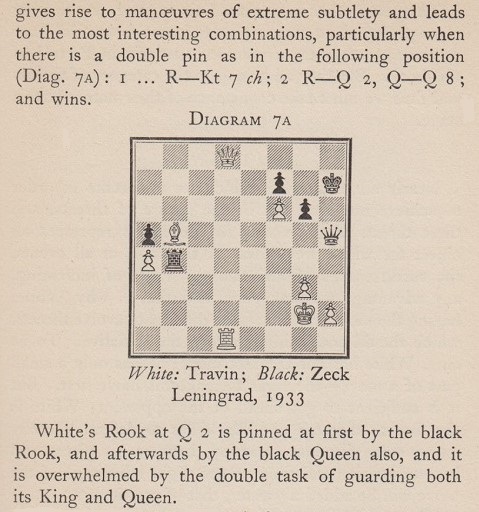 gives rise to manœuvres of extreme subtlety and leads
to the most interesting combinations, particularly when
there is a double pin as in the following position
(Diag. 7A): 1 ... R—Kt 7 ch; 2 R—Q 2, Q—Q 8;
and wins.
DIAGRAM 7A
White: Travin; Black: Zeck
Leningrad, 1933
White's Rook at Q 2 is pinned at first by the black
Rook, and afterwards by the black Queen also, and it
is overwhelmed by the double task of guarding both
its King and Queen.